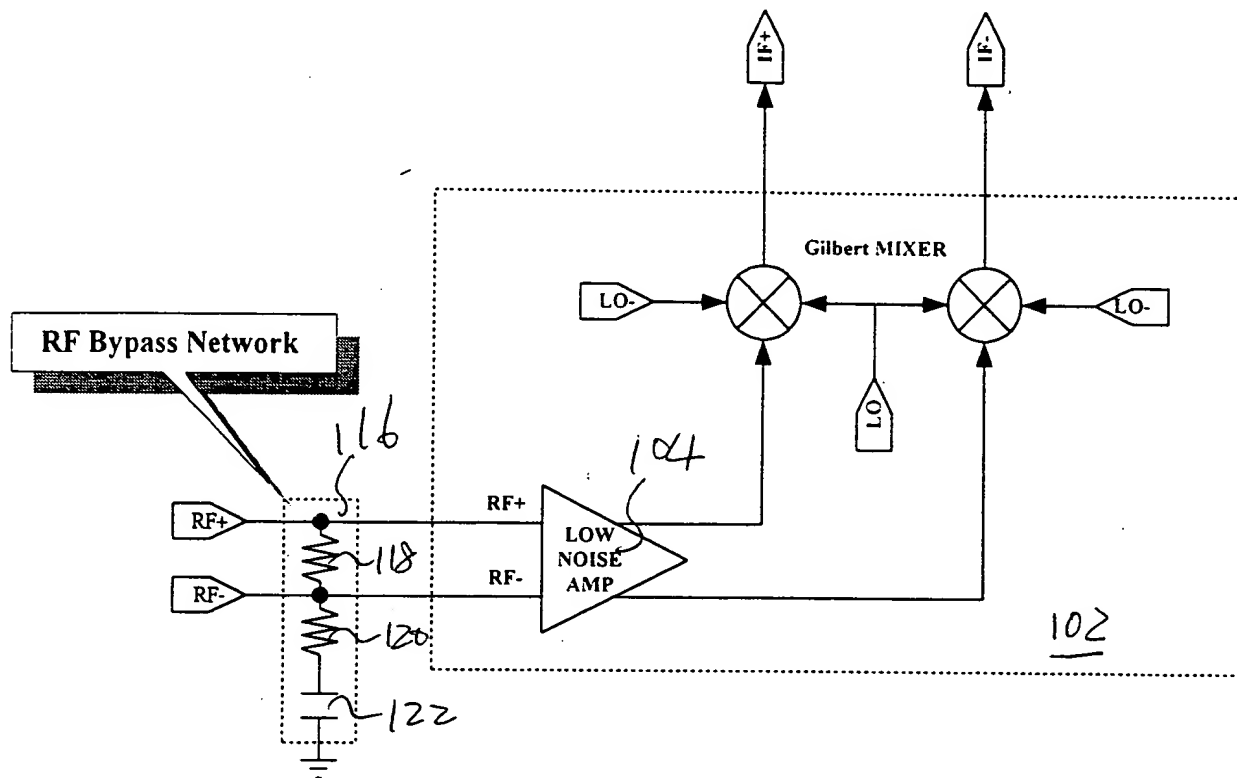 IF+
IF-
Gilbert MIXER
LO-
LO-
RF Bypass Network
LO
116
104
RF+
RF+
LOW
NOISE
AMP
118
RF-
RF-
120
102
122